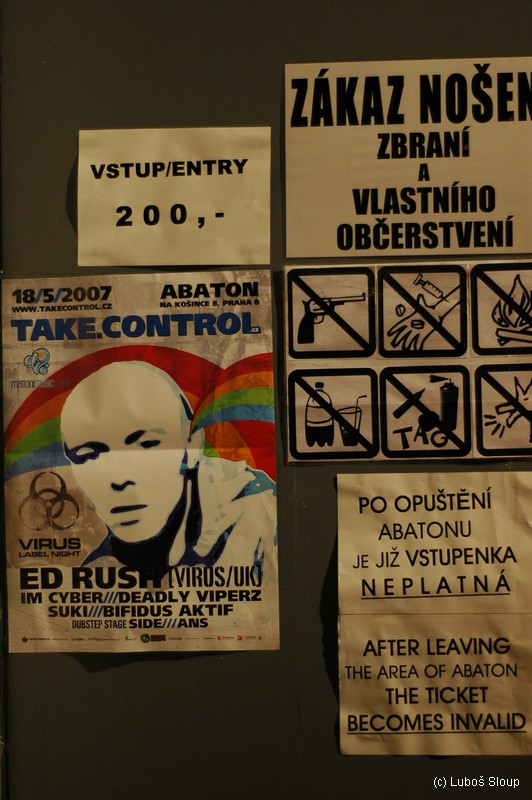 VSTUP/ENTRY
200,-
ZÁKAZ NOŠEN
ZBRANÍ
A
VLASTNÍHO
OBČERSTVENÍ
18/5/2007
WWW.TAKECONTROL.CZ
ABATON
NA KOŠINCE 8, PRAHA 8
TAKE.CONTROL.CZ
VIRUS
LABEL NIGHT
ED RUSH [VIRUS/UK]
IM CYBER///DEADLY VIPERZ
SUKI///BIFIDUS AKTIF
DUBSTEP STAGE SIDE///ANS
TAG
PO OPUŠTĚNÍ
ABATONU
JE JIŽ VSTUPENKA
NEPLATNÁ
AFTER LEAVING
THE AREA OF ABATON
THE TICKET
BECOMES INVALID
(c) Luboš Sloup